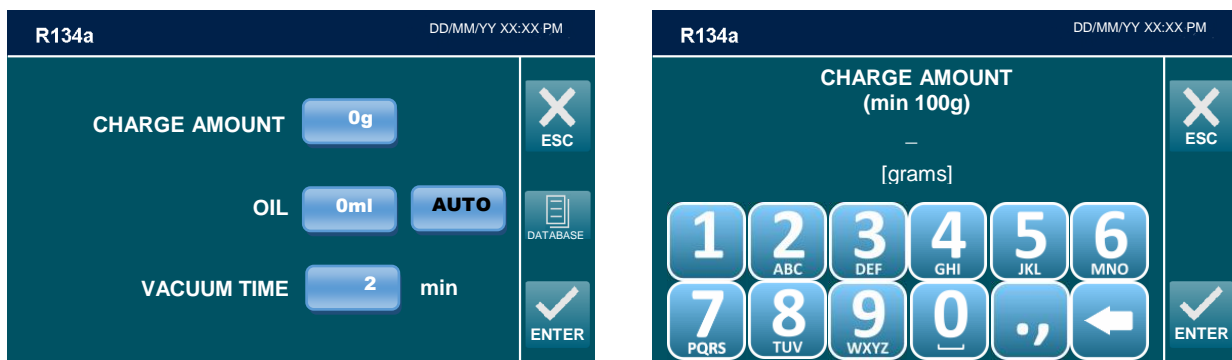 R134a DD/MM/YY XX:XX PM
CHARGE AMOUNT 0g
ESC
OIL 0ml AUTO
DATABASE
VACUUM TIME 2 min
ENTER
R134a DD/MM/YY XX:XX PM
CHARGE AMOUNT
(min 100g)
_
ESC
[grams]
1 2 3 4 5 6
ABC DEF GHI JKL MNO
7 8 9 0 .,
PQRS TUV WXYZ
ENTER